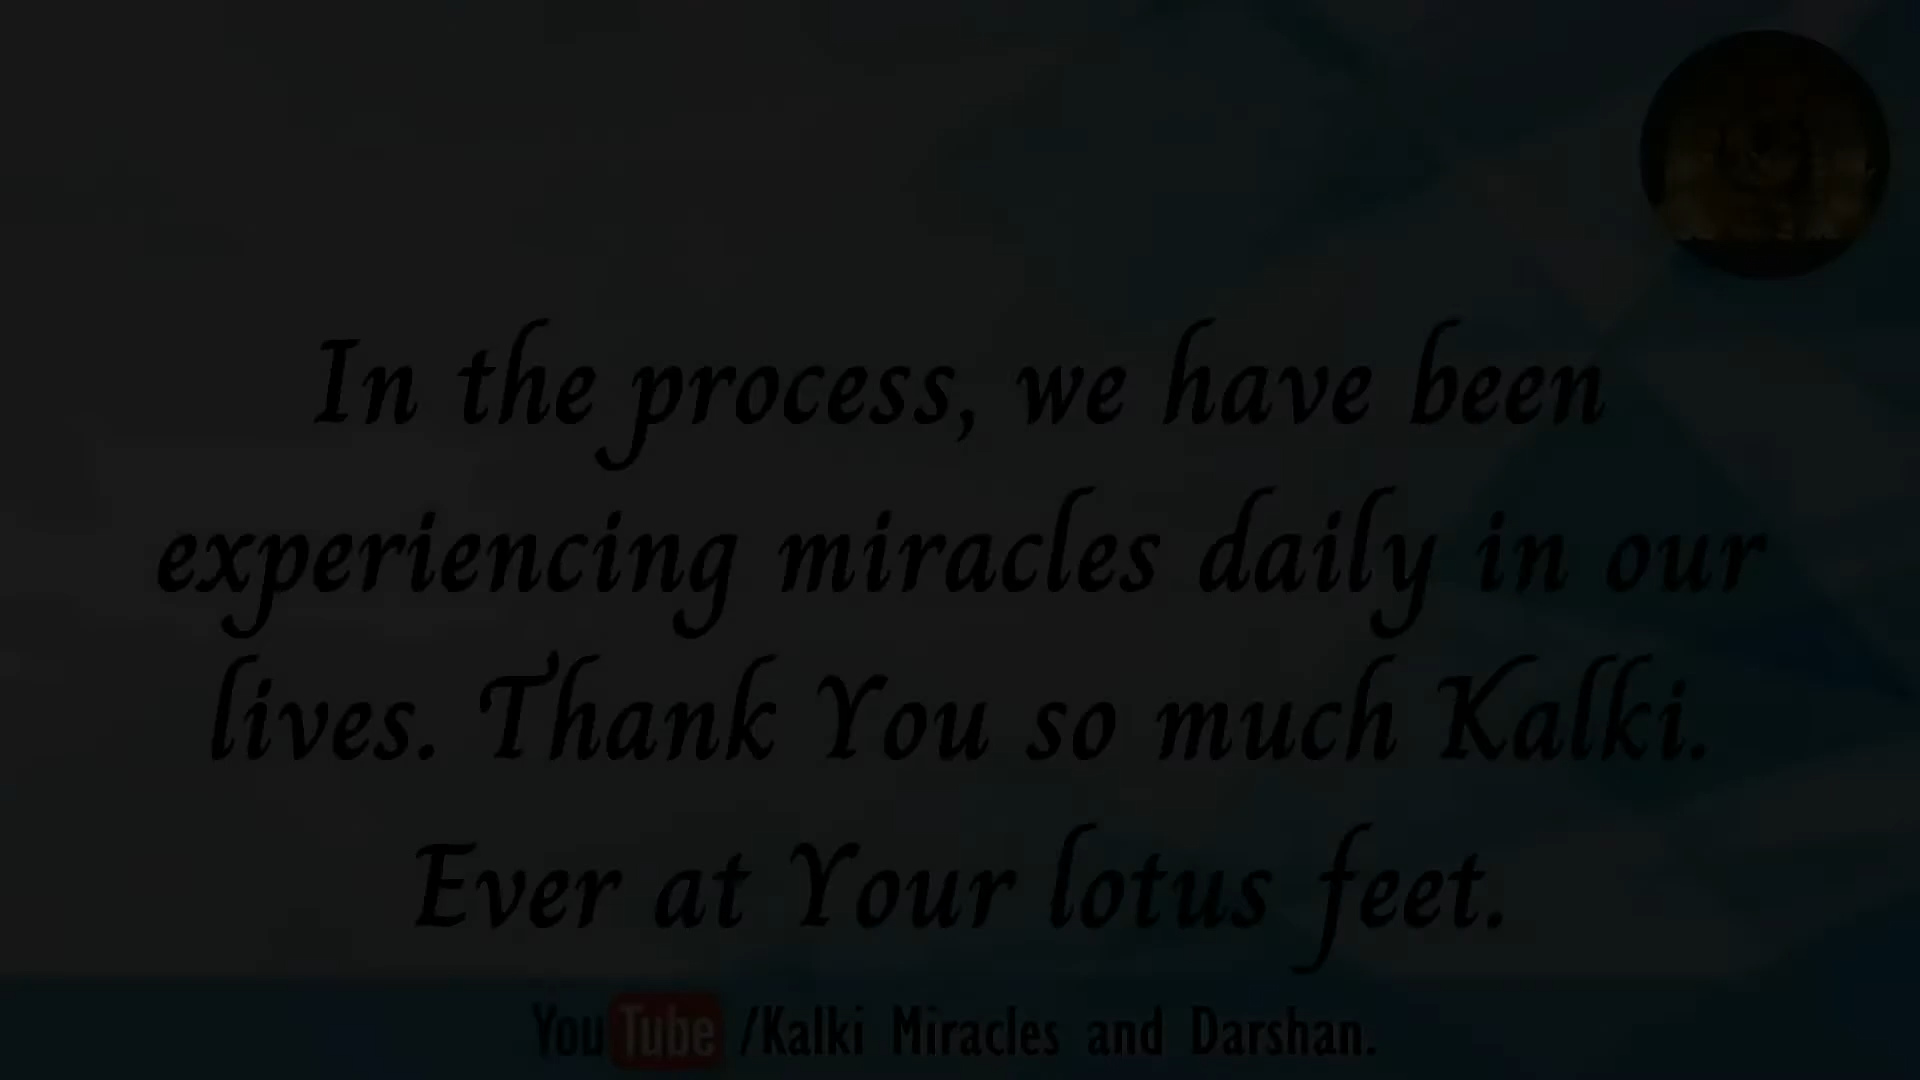 In the process, we have been
experiencing miracles daily in our
lives. Thank You so much Kalki.
Ever at Your lotus feet.
YouTube /Kalki Miracles and Darshan.